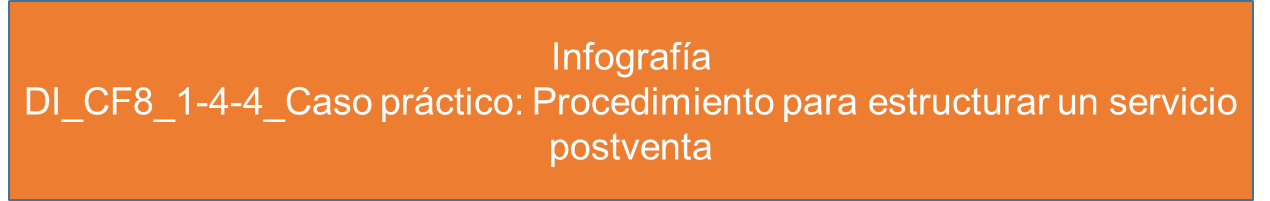 Infografía
DI_CF8_1-4-4_Caso práctico: Procedimiento para estructurar un servicio
postventa